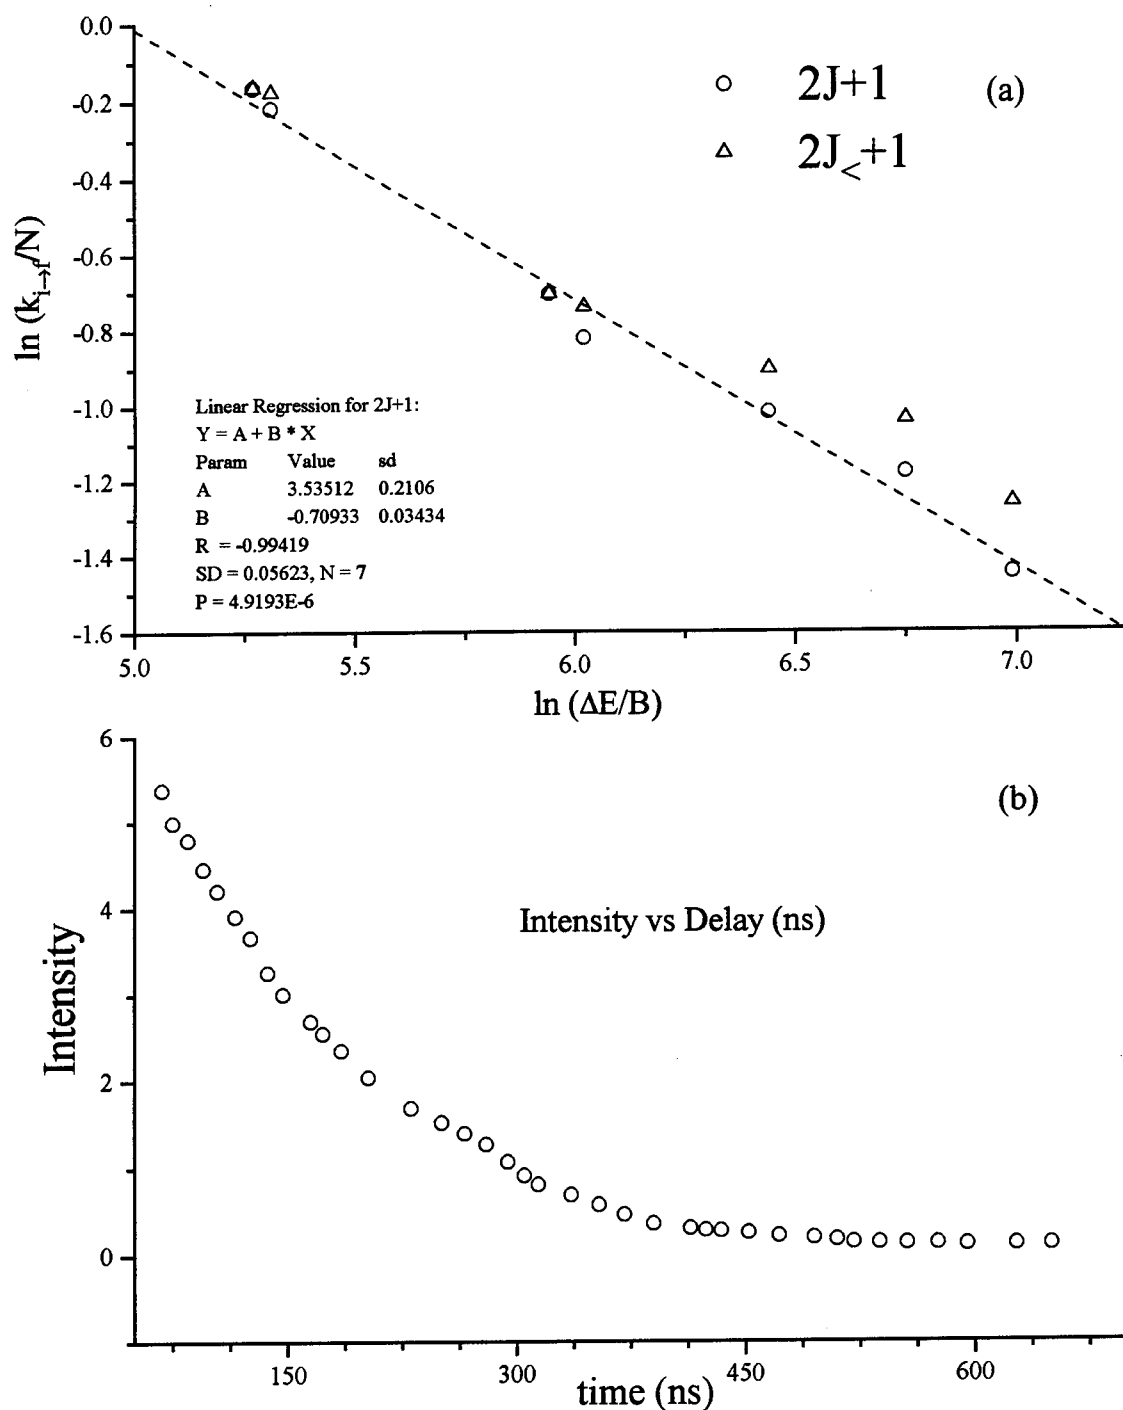 0.0
-0.2
-0.4
-0.6
-0.8
-1.0
-1.2
-1.4
-1.6
ln (k i→f/N)
2J+1
2J<+1
(a)
Linear Regression for 2J+1:
Y = A + B * X
Param Value sd
A 3.53512 0.2106
B -0.70933 0.03434
R = -0.99419
SD = 0.05623, N = 7
P = 4.9193E-6
5.0 5.5 6.0 6.5 7.0
ln (ΔE/B)
6
4
2
0
Intensity
(b)
Intensity vs Delay (ns)
150 300 450 600
time (ns)